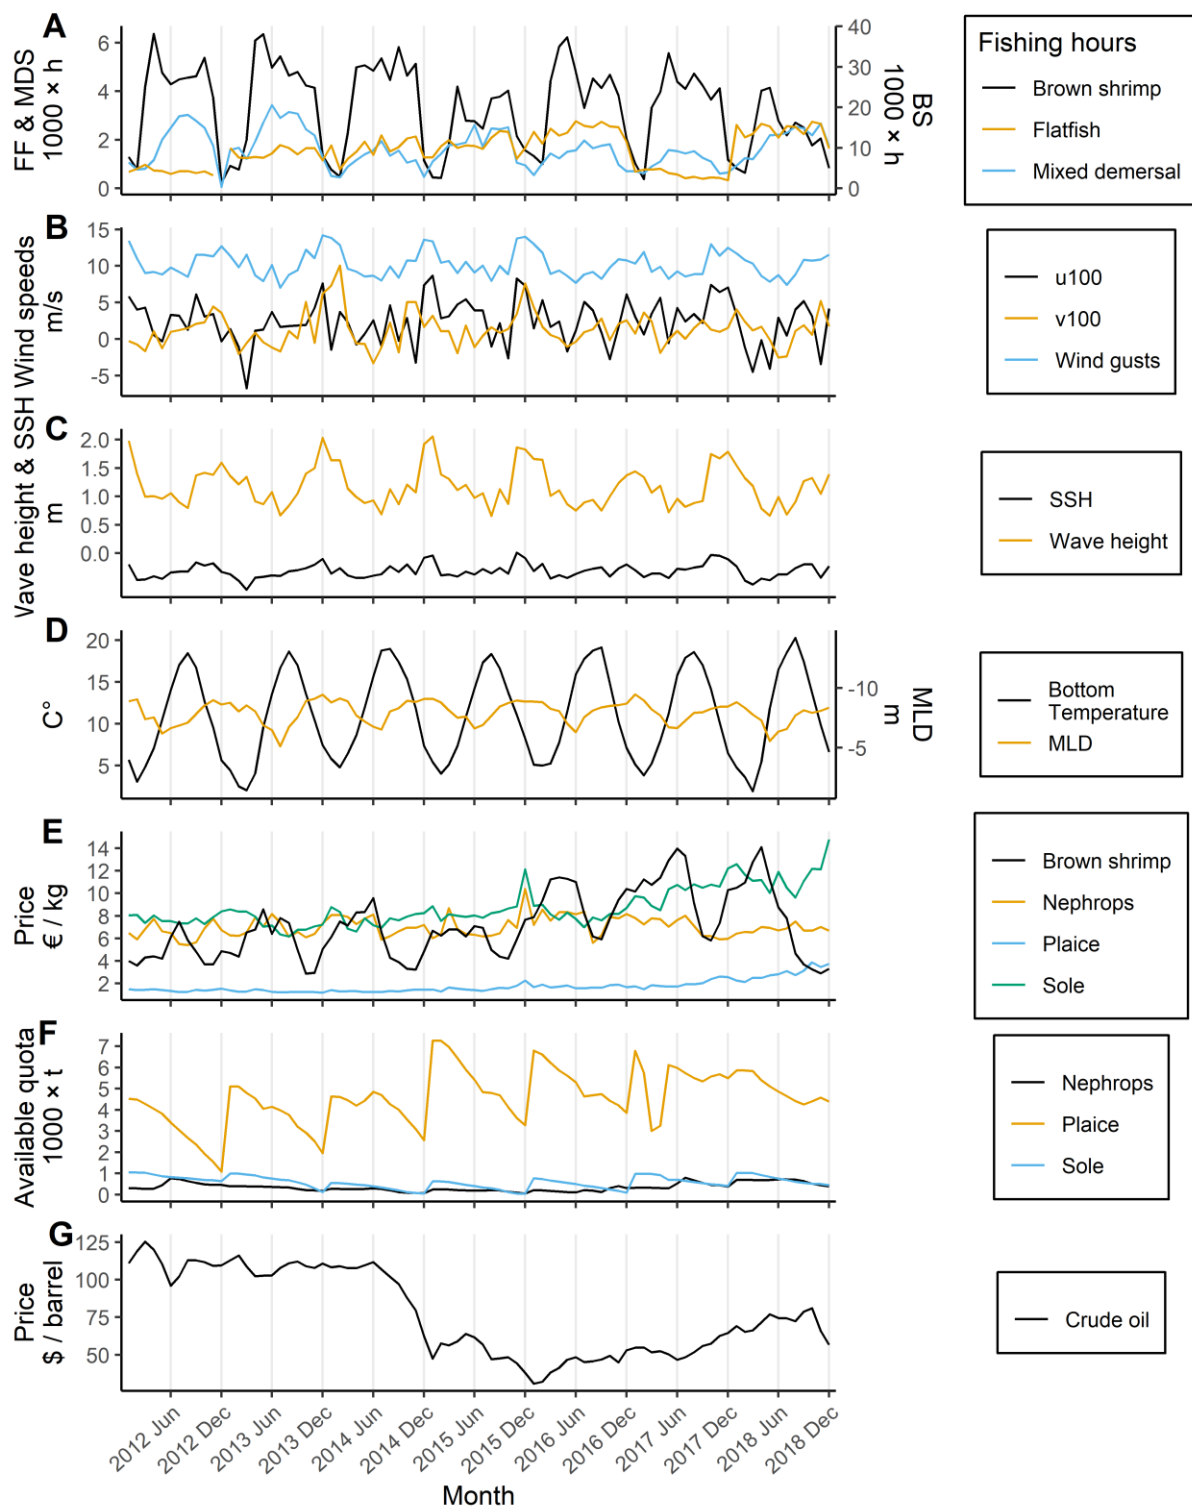 A
FF & MDS
1000 × h
6
4
2
0
40
30
20
10
0
BS
1000 × h
Fishing hours
Brown shrimp
Flatfish
Mixed demersal
B
Wind speeds
m/s
15
10
5
0
-5
u100
v100
Wind gusts
C
Wave height & SSH
m
2.0
1.5
1.0
0.5
0.0
SSH
Wave height
D
C°
20
15
10
5
-10
-5
MLD
m
Bottom
Temperature
MLD
E
Price
€ / kg
14
12
10
8
6
4
2
Brown shrimp
Nephrops
Plaice
Sole
F
Available quota
1000 × t
7
6
5
4
3
2
1
0
Nephrops
Plaice
Sole
G
Price
$ / barrel
125
100
75
50
Crude oil
2012 Jun
2012 Dec
2013 Jun
2013 Dec
2014 Jun
2014 Dec
2015 Jun
2015 Dec
2016 Jun
2016 Dec
2017 Jun
2017 Dec
2018 Jun
2018 Dec
Month